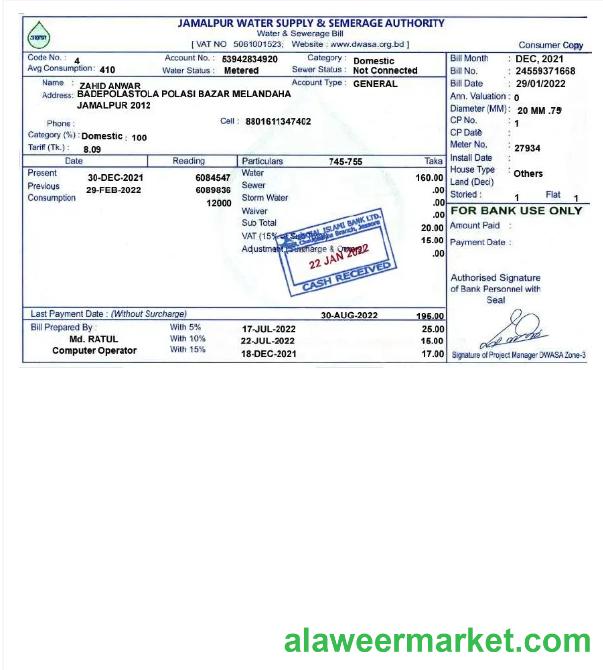 JAMALPUR WATER SUPPLY & SEMERAGE AUTHORITY
Water & Sewerage Bill
[ VAT NO 5061001523; Website : www.dwasa.org.bd ]
Consumer Copy
Code No. : 4 Account No. : 53942834920 Category : Domestic
Avg Consumption : 410 Water Status : Metered Sewer Status : Not Connected
Name : ZAHID ANWAR Account Type : GENERAL
Address: BADEPOLASTOLA POLASI BAZAR MELANDAHA
JAMALPUR 2012
Phone : Cell : 8801611347402
Category (%) : Domestic : 100
Tariff (Tk.) : 8.09
Bill Month : DEC, 2021
Bill No. : 24559371668
Bill Date : 29/01/2022
Ann. Valuation : 0
Diameter (MM) : 20 MM .75
CP No. : 1
CP Date :
Meter No. : 27934
Install Date :
House Type : Others
Land (Deci)
Storied : 1 Flat 1
Date Reading Particulars 745-755 Taka
Present 30-DEC-2021 6084547 Water 160.00
Previous 29-FEB-2022 6089836 Sewer .00
Consumption 12000 Storm Water .00
Waiver .00
Sub Total 20.00
VAT (15% 15.00
Adjustment .00
ISLAMI BANK LTD.
Branch, Jessore
22 JAN 2022
CASH RECEIVED
FOR BANK USE ONLY
Amount Paid :
Payment Date :
Authorised Signature
of Bank Personnel with
Seal
Signature of Project Manager DWASA Zone-3
Last Payment Date : (Without Surcharge) 30-AUG-2022 195.00
Bill Prepared By : With 5% 17-JUL-2022 25.00
Md. RATUL With 10% 22-JUL-2022 15.00
Computer Operator With 15% 18-DEC-2021 17.00
alaweermarket.com